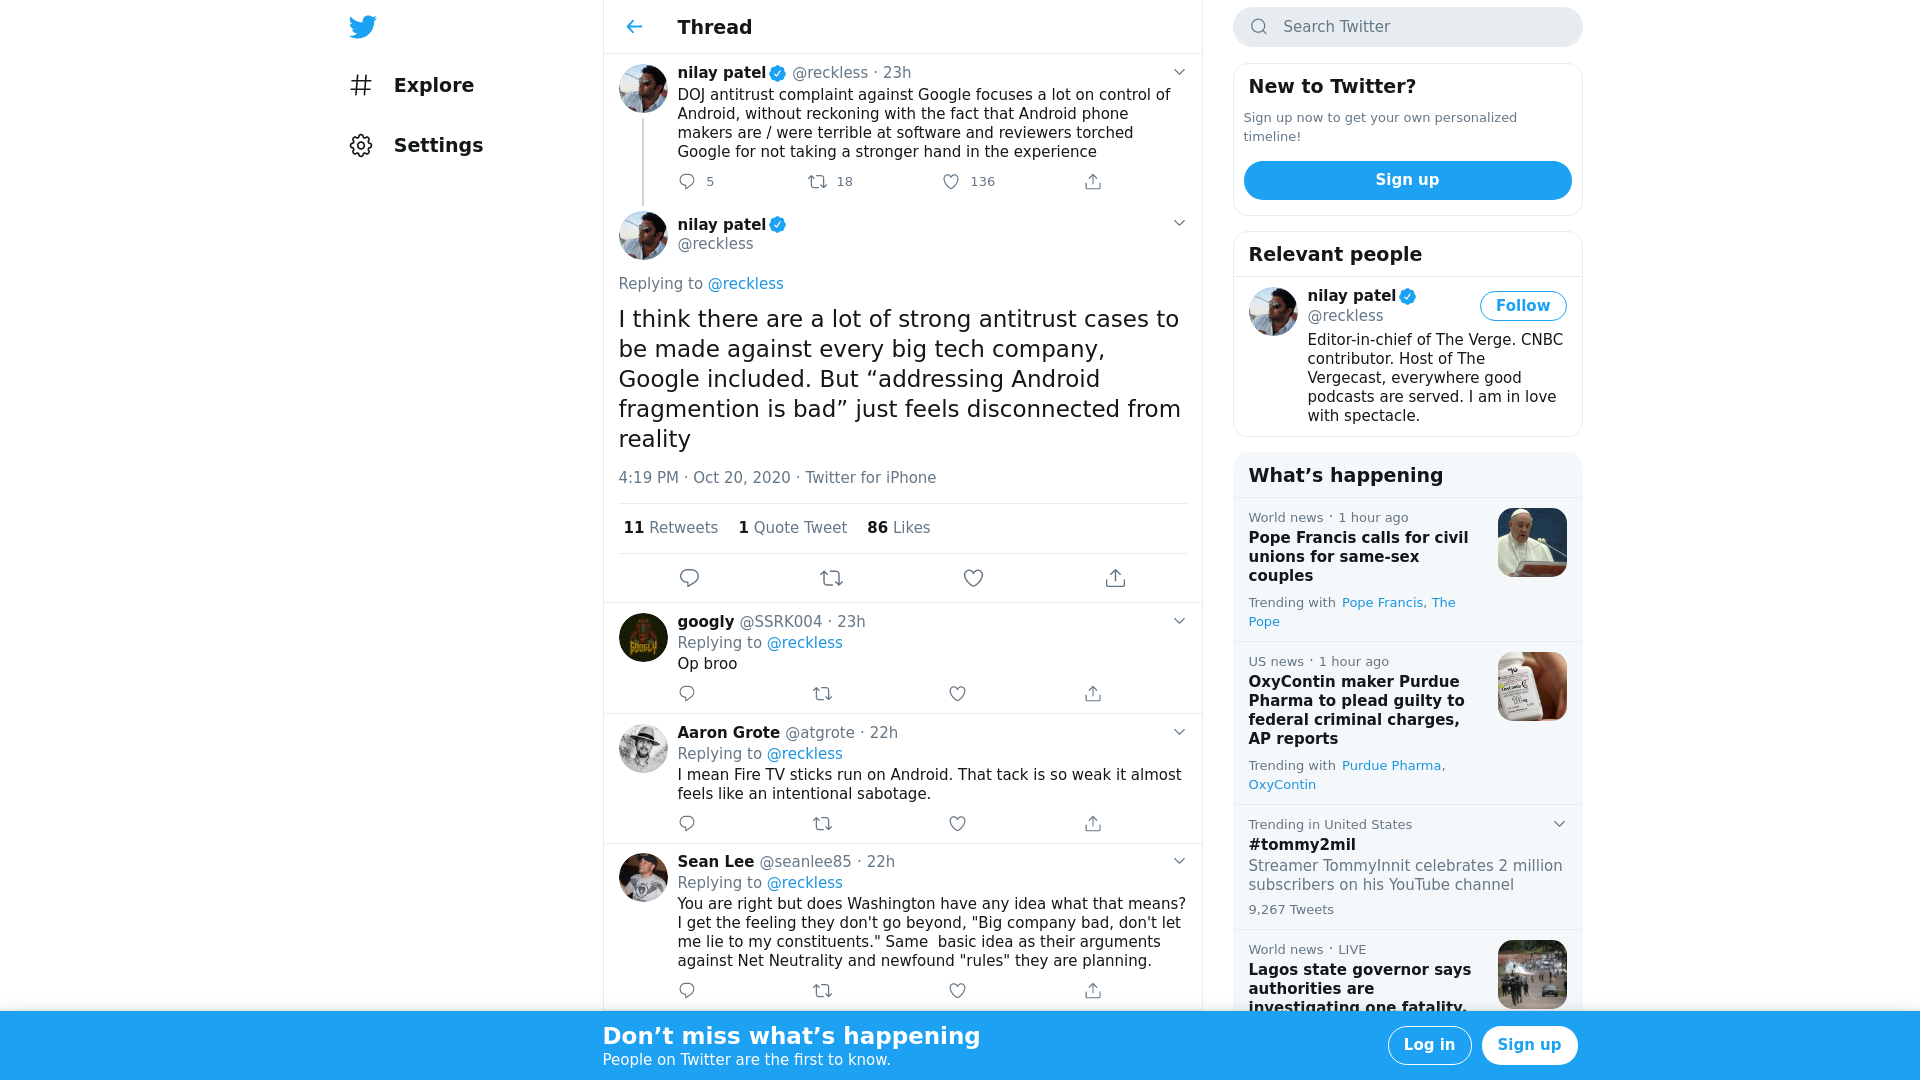 Explore
Settings
Thread
nilay patel @reckless · 23h
DOJ antitrust complaint against Google focuses a lot on control of
Android, without reckoning with the fact that Android phone
makers are / were terrible at software and reviewers torched
Google for not taking a stronger hand in the experience
5 18 136
nilay patel
@reckless
Replying to @reckless
I think there are a lot of strong antitrust cases to
be made against every big tech company,
Google included. But “addressing Android
fragmention is bad” just feels disconnected from
reality
4:19 PM · Oct 20, 2020 · Twitter for iPhone
11 Retweets 1 Quote Tweet 86 Likes
googly @SSRK004 · 23h
Replying to @reckless
Op broo
Aaron Grote @atgrote · 22h
Replying to @reckless
I mean Fire TV sticks run on Android. That tack is so weak it almost
feels like an intentional sabotage.
Sean Lee @seanlee85 · 22h
Replying to @reckless
You are right but does Washington have any idea what that means?
I get the feeling they don't go beyond, "Big company bad, don't let
me lie to my constituents." Same  basic idea as their arguments
against Net Neutrality and newfound "rules" they are planning.
Search Twitter
New to Twitter?
Sign up now to get your own personalized
timeline!
Sign up
Relevant people
nilay patel
@reckless
Follow
Editor-in-chief of The Verge. CNBC
contributor. Host of The
Vergecast, everywhere good
podcasts are served. I am in love
with spectacle.
What’s happening
World news · 1 hour ago
Pope Francis calls for civil
unions for same-sex
couples
Trending with Pope Francis, The
Pope
US news · 1 hour ago
OxyContin maker Purdue
Pharma to plead guilty to
federal criminal charges,
AP reports
Trending with Purdue Pharma,
OxyContin
Trending in United States
#tommy2mil
Streamer TommyInnit celebrates 2 million
subscribers on his YouTube channel
9,267 Tweets
World news · LIVE
Lagos state governor says
authorities are
investigating one fatality,
Don’t miss what’s happening
People on Twitter are the first to know.
Log in
Sign up